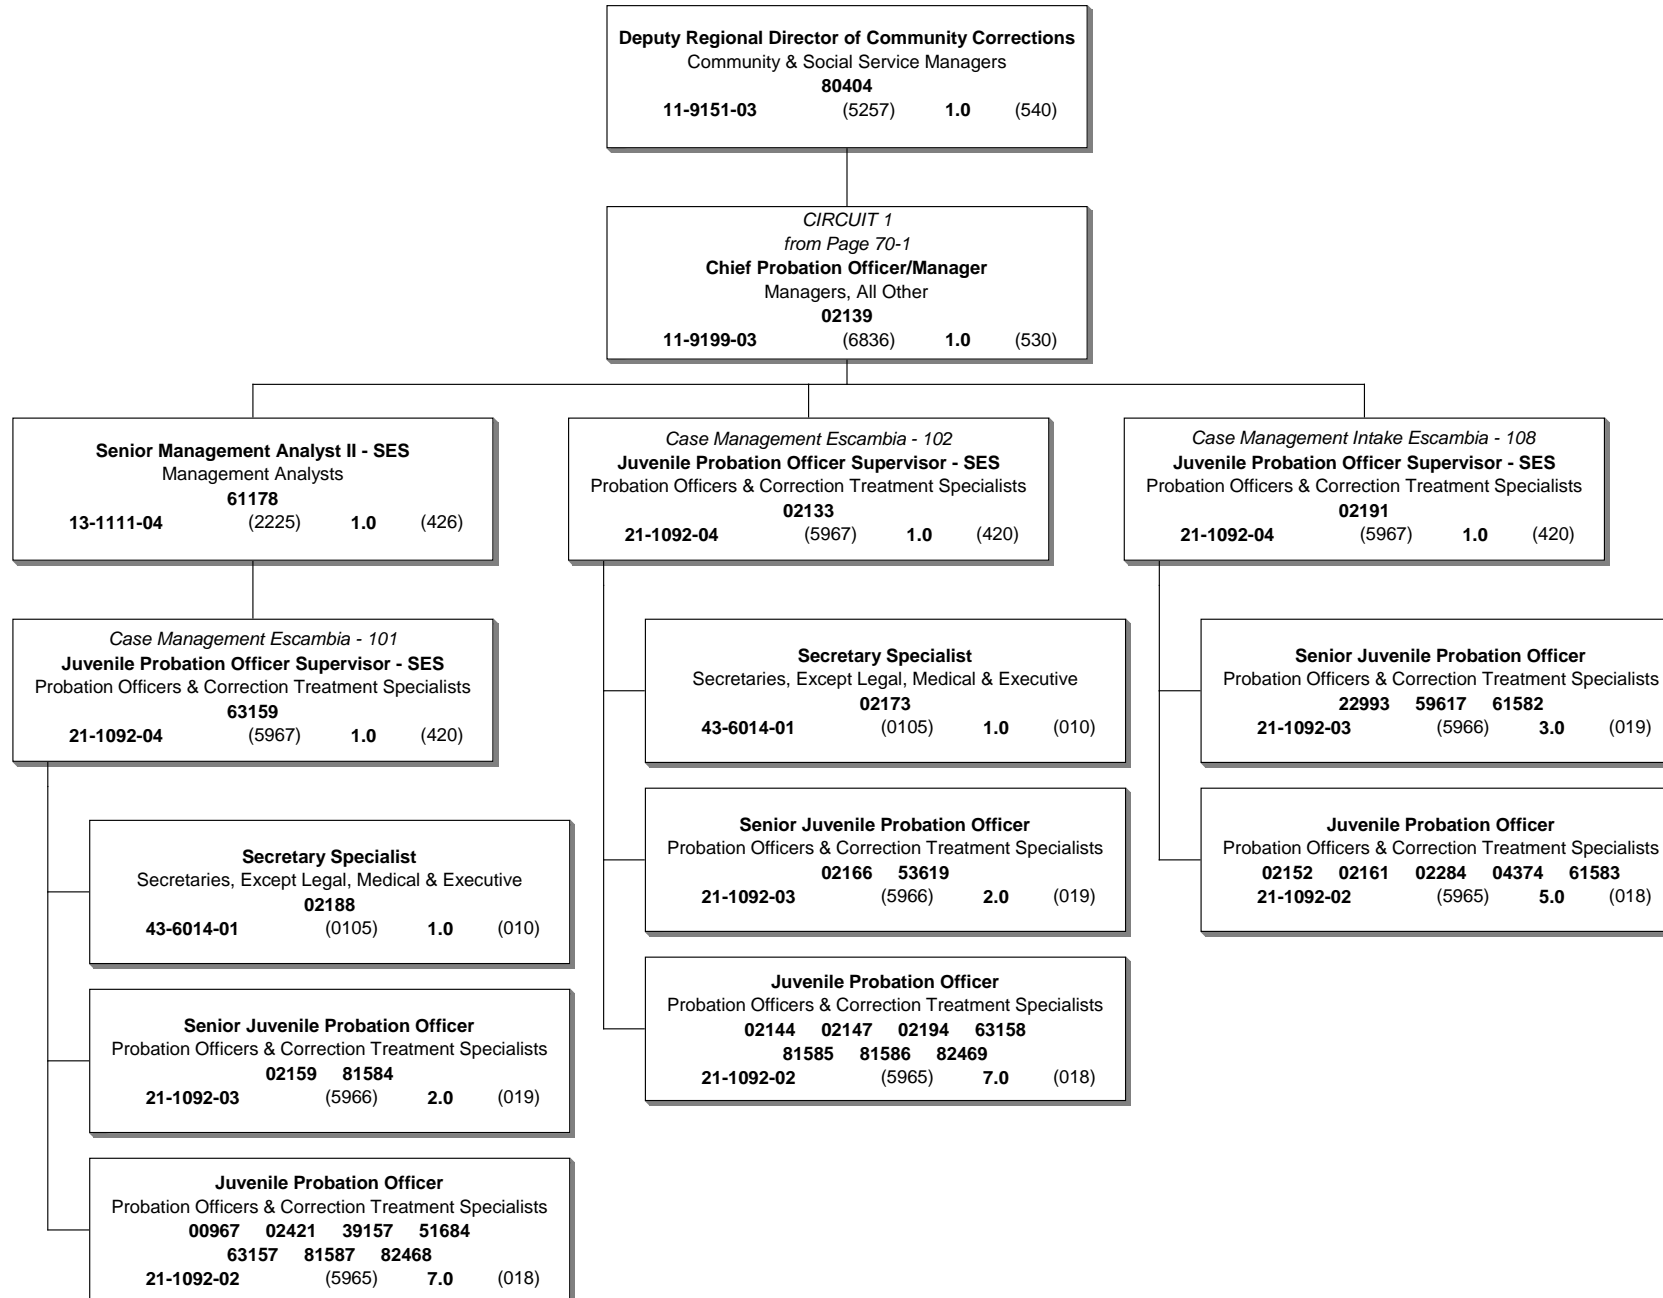 Deputy Regional Director of Community Corrections
Community & Social Service Managers
80404
11-9151-03 (5257) 1.0 (540)
CIRCUIT 1
from Page 70-1
Chief Probation Officer/Manager
Managers, All Other
02139
11-9199-03 (6836) 1.0 (530)
Senior Management Analyst II - SES
Management Analysts
61178
13-1111-04 (2225) 1.0 (426)
Case Management Escambia - 101
Juvenile Probation Officer Supervisor - SES
Probation Officers & Correction Treatment Specialists
63159
21-1092-04 (5967) 1.0 (420)
Secretary Specialist
Secretaries, Except Legal, Medical & Executive
02188
43-6014-01 (0105) 1.0 (010)
Senior Juvenile Probation Officer
Probation Officers & Correction Treatment Specialists
02159 81584
21-1092-03 (5966) 2.0 (019)
Juvenile Probation Officer
Probation Officers & Correction Treatment Specialists
00967 02421 39157 51684
63157 81587 82468
21-1092-02 (5965) 7.0 (018)
Case Management Escambia - 102
Juvenile Probation Officer Supervisor - SES
Probation Officers & Correction Treatment Specialists
02133
21-1092-04 (5967) 1.0 (420)
Secretary Specialist
Secretaries, Except Legal, Medical & Executive
02173
43-6014-01 (0105) 1.0 (010)
Senior Juvenile Probation Officer
Probation Officers & Correction Treatment Specialists
02166 53619
21-1092-03 (5966) 2.0 (019)
Juvenile Probation Officer
Probation Officers & Correction Treatment Specialists
02144 02147 02194 63158
81585 81586 82469
21-1092-02 (5965) 7.0 (018)
Case Management Intake Escambia - 108
Juvenile Probation Officer Supervisor - SES
Probation Officers & Correction Treatment Specialists
02191
21-1092-04 (5967) 1.0 (420)
Senior Juvenile Probation Officer
Probation Officers & Correction Treatment Specialists
22993 59617 61582
21-1092-03 (5966) 3.0 (019)
Juvenile Probation Officer
Probation Officers & Correction Treatment Specialists
02152 02161 02284 04374 61583
21-1092-02 (5965) 5.0 (018)